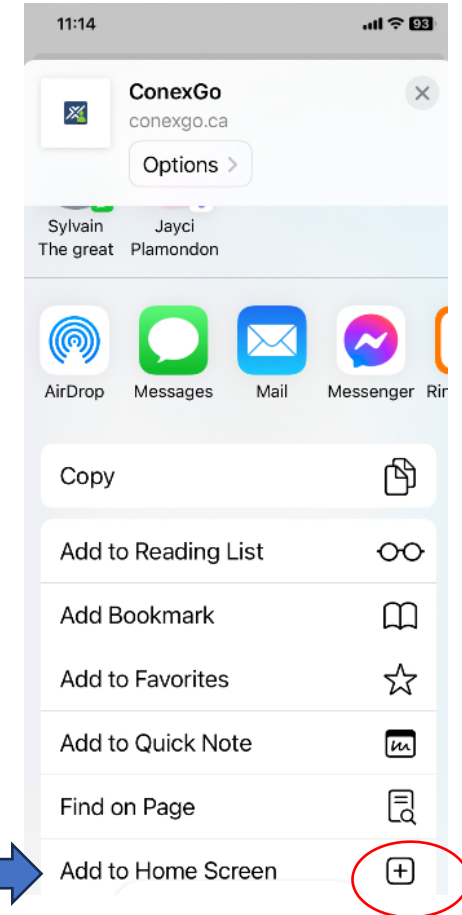 11:14
93
ConexGo
conexgo.ca
Options
Sylvain
The great
Jayci
Plamondon
AirDrop
Messages
Mail
Messenger
Copy
Add to Reading List
Add Bookmark
Add to Favorites
Add to Quick Note
Find on Page
Add to Home Screen